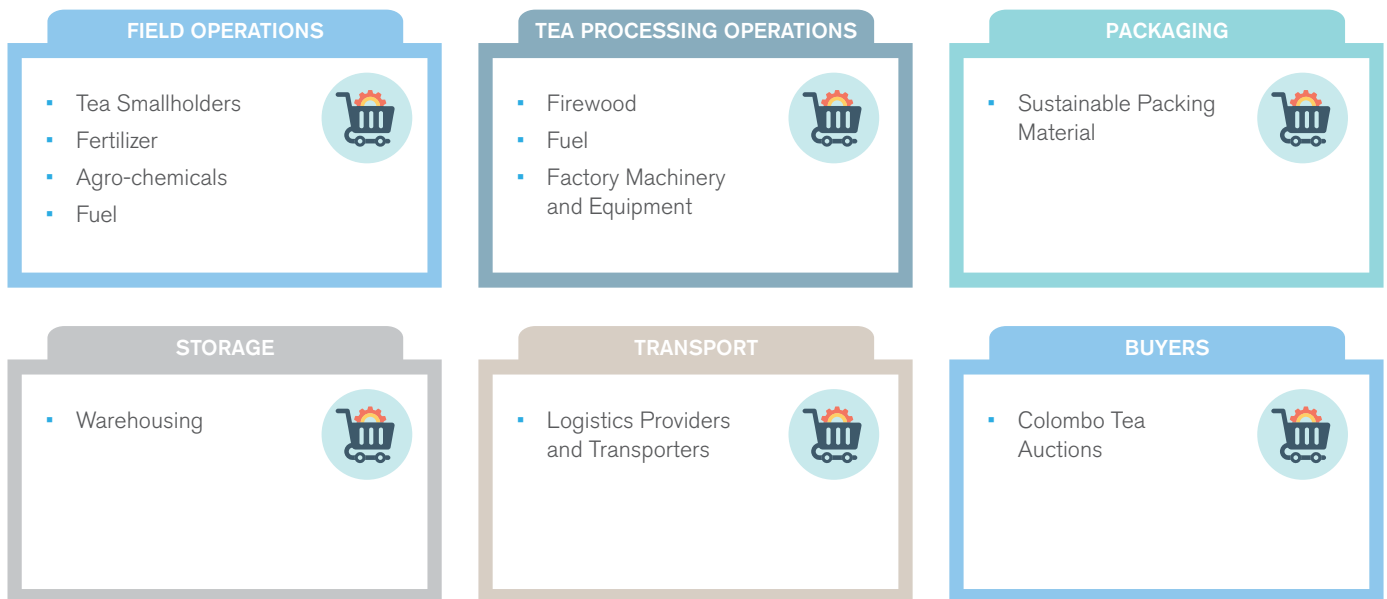 FIELD OPERATIONS
Tea Smallholders
Fertilizer
Agro-chemicals
Fuel
TEA PROCESSING OPERATIONS
Firewood
Fuel
Factory Machinery
and Equipment
PACKAGING
Sustainable Packing
Material
STORAGE
Warehousing
TRANSPORT
Logistics Providers
and Transporters
BUYERS
Colombo Tea
Auctions